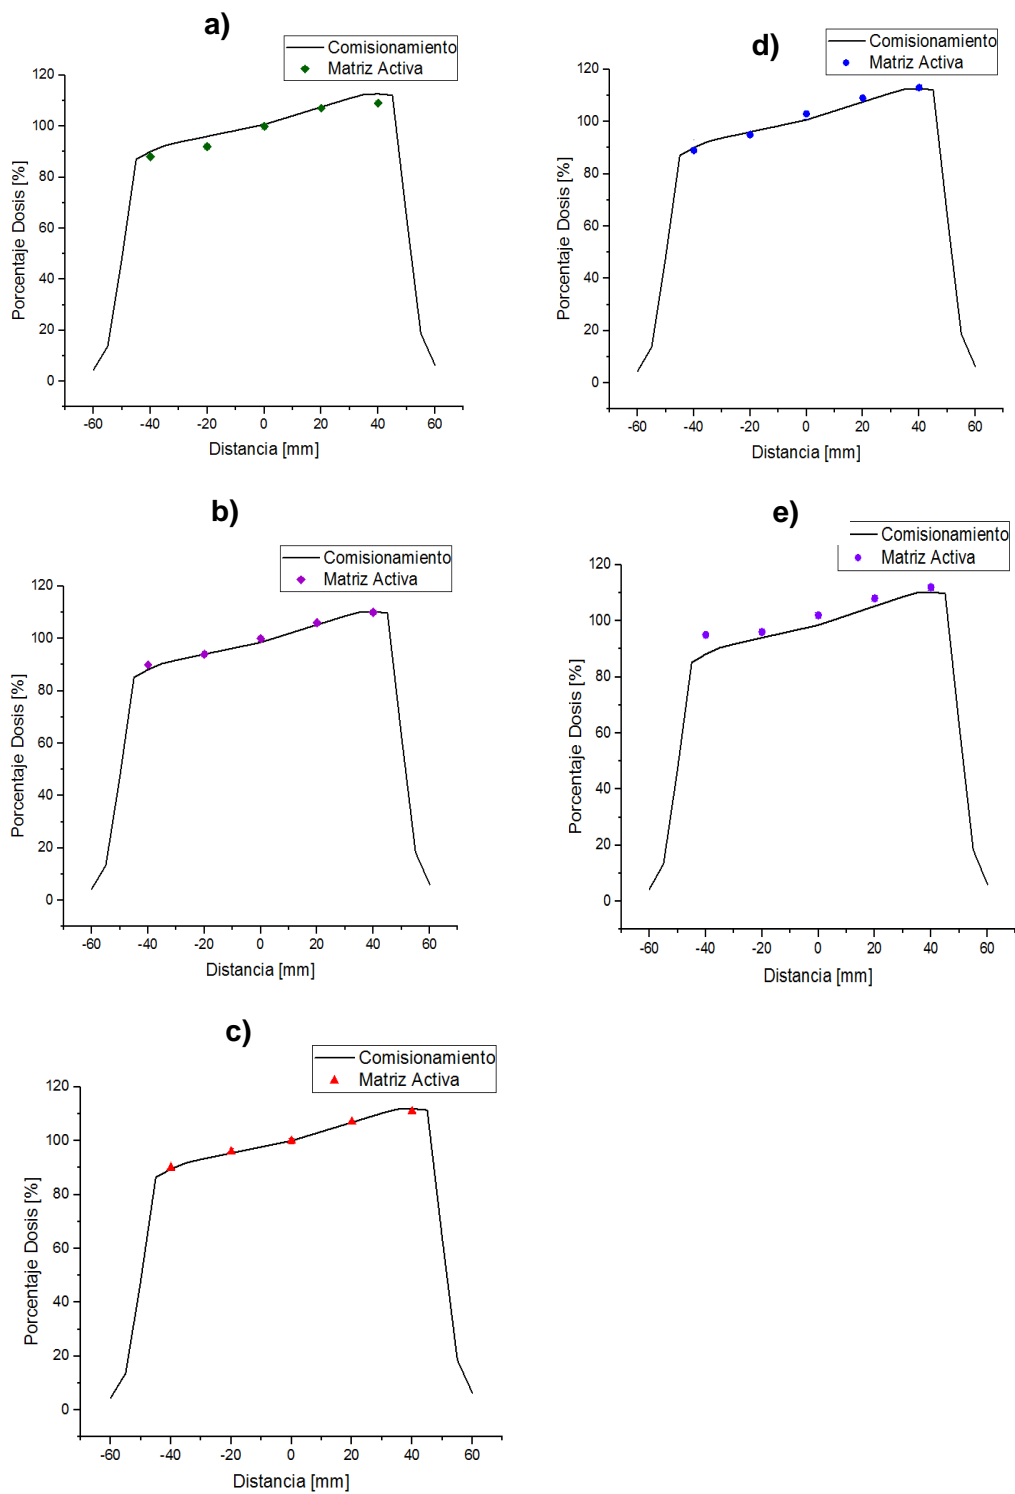 a)
Comisionamiento
Matriz Activa
120
100
80
60
40
20
0
Porcentaje Dosis [%]
-60 -40 -20 0 20 40 60
Distancia [mm]
d)
Comisionamiento
Matriz Activa
120
100
80
60
40
20
0
Porcentaje Dosis [%]
-60 -40 -20 0 20 40 60
Distancia [mm]
b)
Comisionamiento
Matriz Activa
120
100
80
60
40
20
0
Porcentaje Dosis [%]
-60 -40 -20 0 20 40 60
Distancia [mm]
e)
Comisionamiento
Matriz Activa
120
100
80
60
40
20
0
Porcentaje Dosis [%]
-60 -40 -20 0 20 40 60
Distancia [mm]
c)
Comisionamiento
Matriz Activa
120
100
80
60
40
20
0
Porcentaje Dosis [%]
-60 -40 -20 0 20 40 60
Distancia [mm]